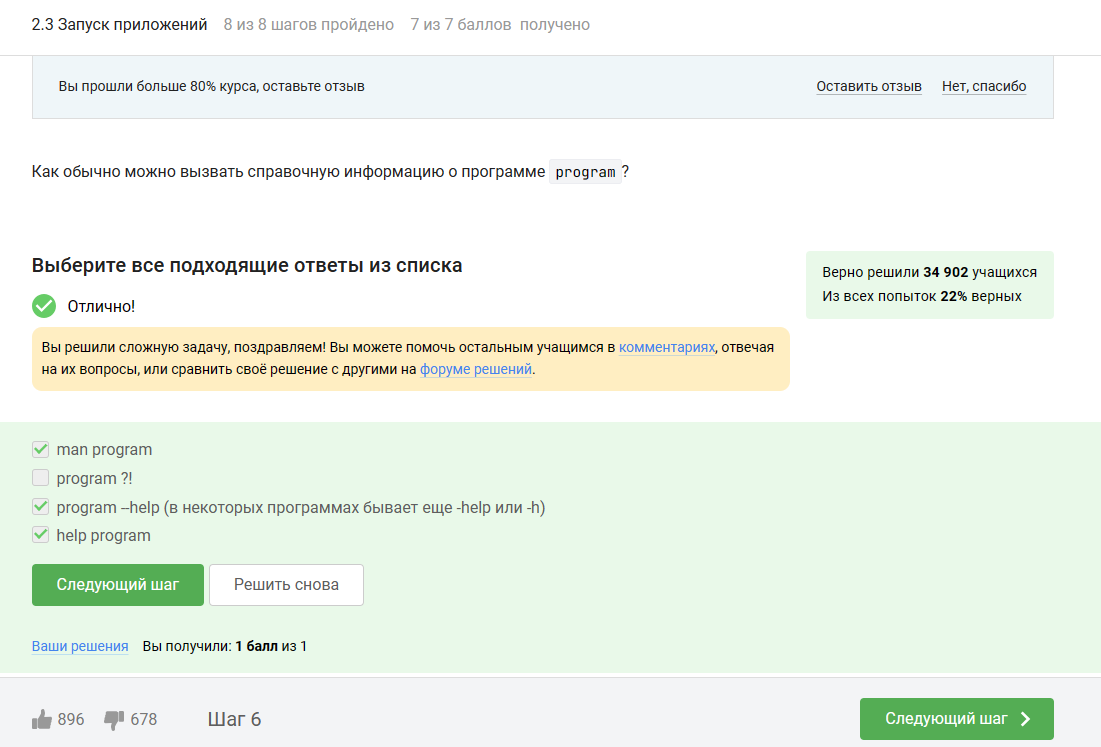 2.3 Запуск приложений 8 из 8 шагов пройдено 7 из 7 баллов получено
Вы прошли больше 80% курса, оставьте отзыв Оставить отзыв Нет, спасибо
Как обычно можно вызвать справочную информацию о программе program?
Выберите все подходящие ответы из списка
Верно решили 34 902 учащихся
Из всех попыток 22% верных
Отлично!
Вы решили сложную задачу, поздравляем! Вы можете помочь остальным учащимся в комментариях, отвечая
на их вопросы, или сравнить своё решение с другими на форуме решений.
man program
program ?!
program --help (в некоторых программах бывает еще -help или -h)
help program
Следующий шаг Решить снова
Ваши решения Вы получили: 1 балл из 1
896 678 Шаг 6 Следующий шаг